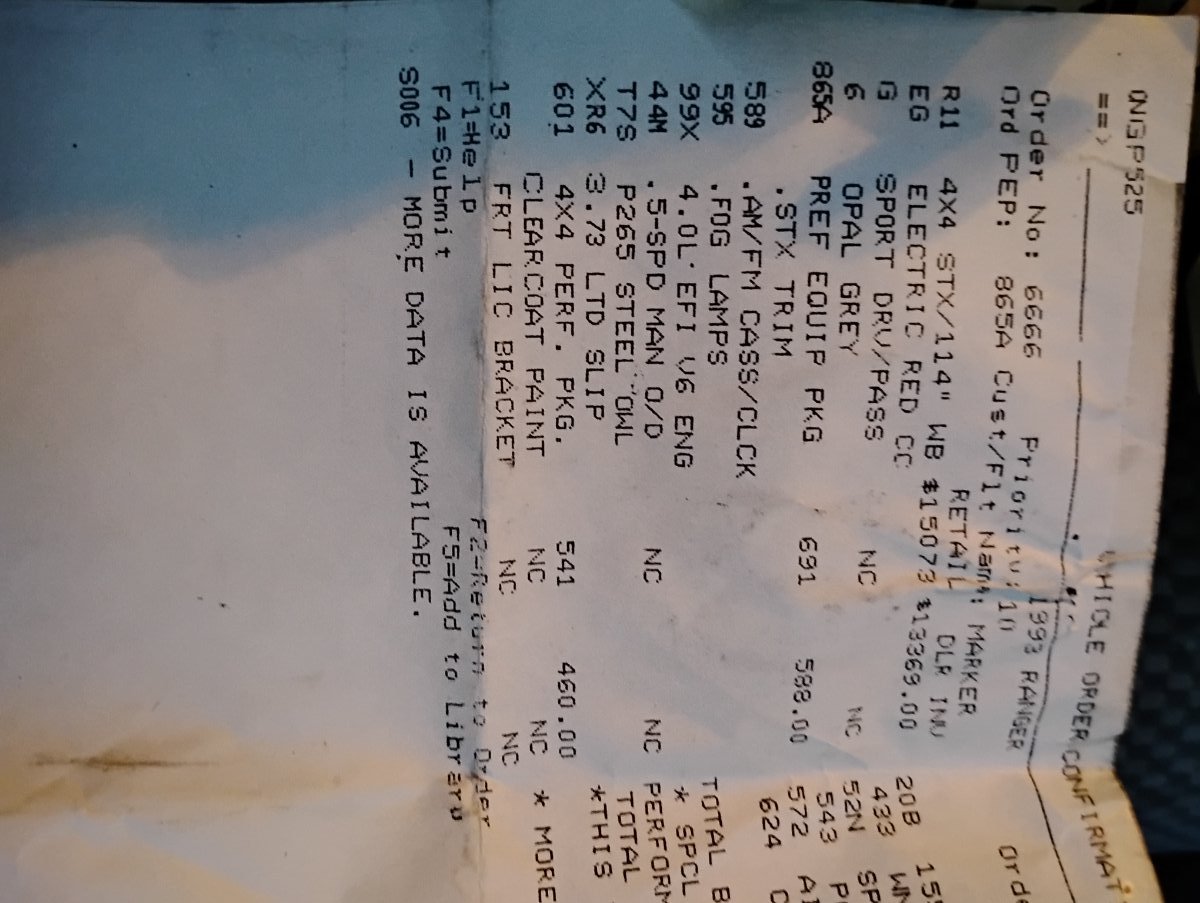 QNGP525 HICLE ORDER CONFIRMAT
==>
1993 RANGER
Order No: 6666 Priority: 10 Orde
Ord PEP: 865A Cust/Flt Name: MARKER
RETAIL DLR INV
R11 4X4 STX/114" WB $15073 $13369.00
EG ELECTRIC RED CC
G SPORT DRV/PASS NC NC
6 OPAL GREY
865A PREF EQUIP PKG 691 588.00
.STX TRIM
589 .AM/FM CASS/CLCK
595 .FOG LAMPS
99X 4.0L EFI V6 ENG
44M .5-SPD MAN O/D NC NC
T7S P265 STEEL OWL
XR6 3.73 LTD SLIP
601 4X4 PERF. PKG. 541 460.00
CLEARCOAT PAINT NC NC
153 FRT LIC BRACKET NC NC
20B 15
433 WN
52N SP
543 P
572 A
624 C
TOTAL B
* SPCL
PERFORM
TOTAL
*THIS
* MORE
F1=Help F2=Return to Order
F4=Submit F5=Add to Library
S006 - MORE DATA IS AVAILABLE.